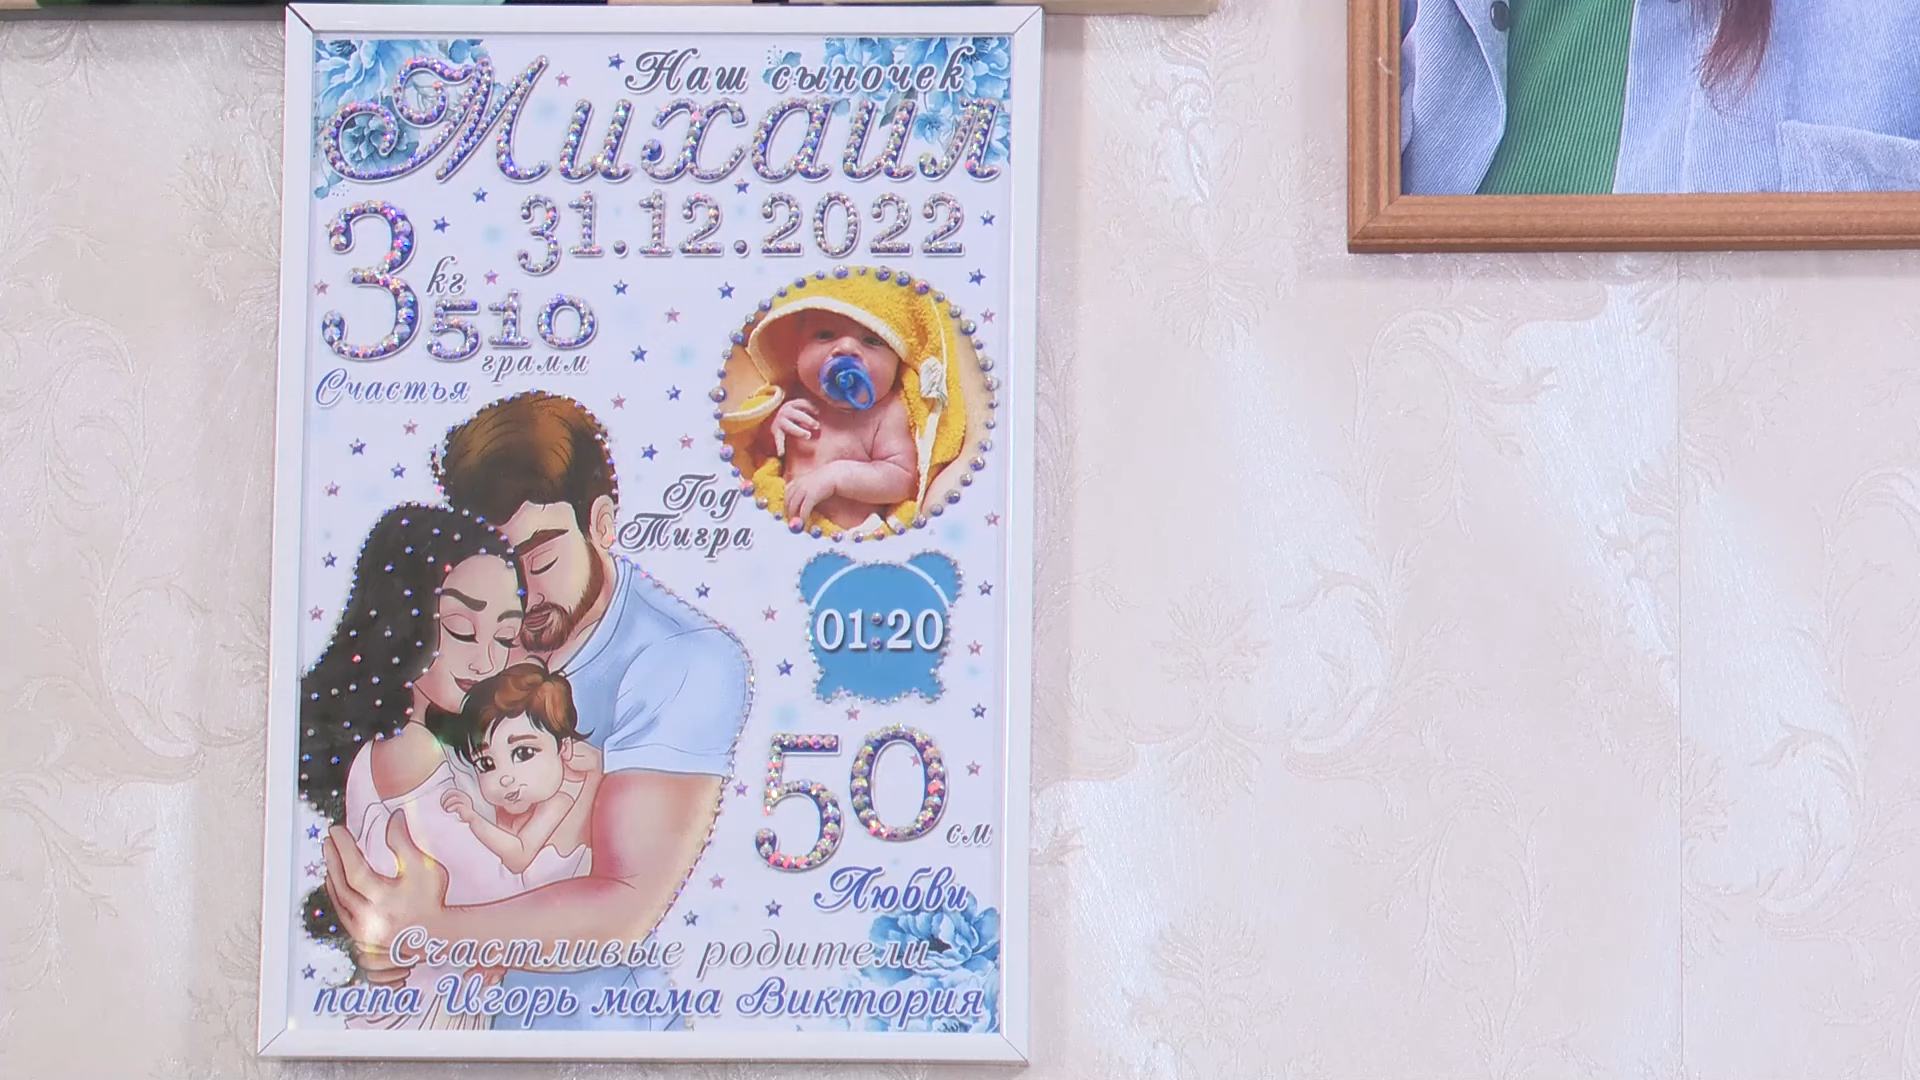 Наш сыночек
Михаил
31.12.2022
3 кг
510
грамм
Счастья
Год
Тигра
01:20
50 см
Любви
Счастливые родители
папа Игорь мама Виктория